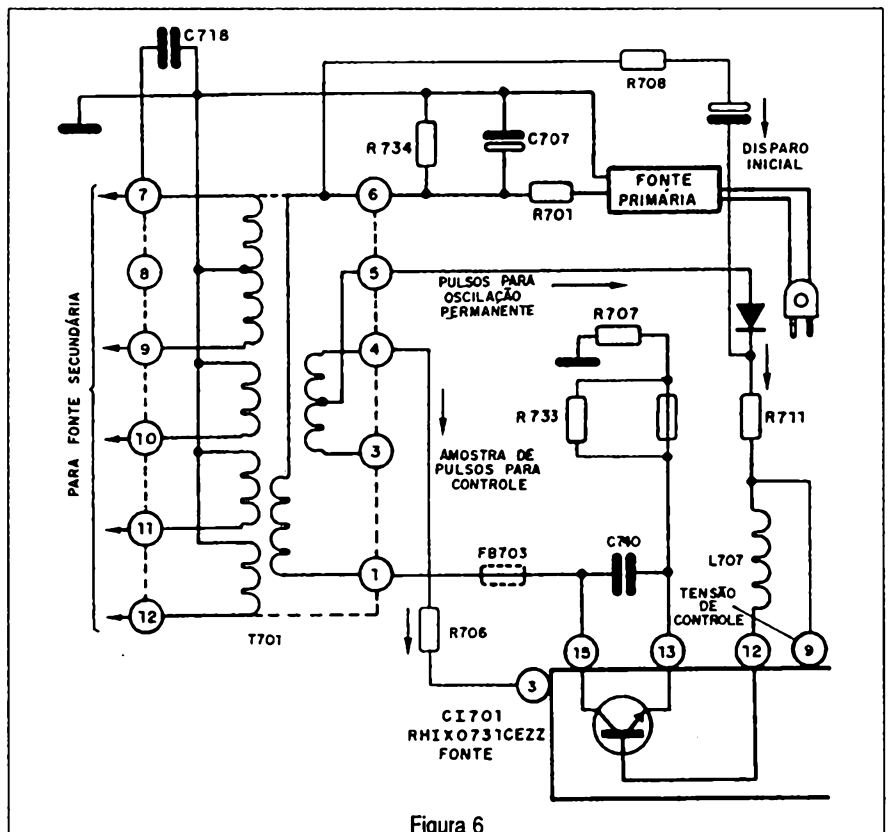 C718
R708
R734
C707
DISPARO
INICIAL
FONTE
PRIMÁRIA
R701
7
6
8
5
PULSOS PARA
OSCILAÇÃO
PERMANENTE
R707
9
4
R733
R711
PARA FONTE SECUNDÁRIA
10
3
AMOSTRA DE
PULSOS PARA
CONTROLE
11
1
FB703
C710
L707
TENSÃO
DE
CONTROLE
12
T701
R706
15
13
12
9
3
CI701
RHIX0731CEZZ
FONTE
Figura 6